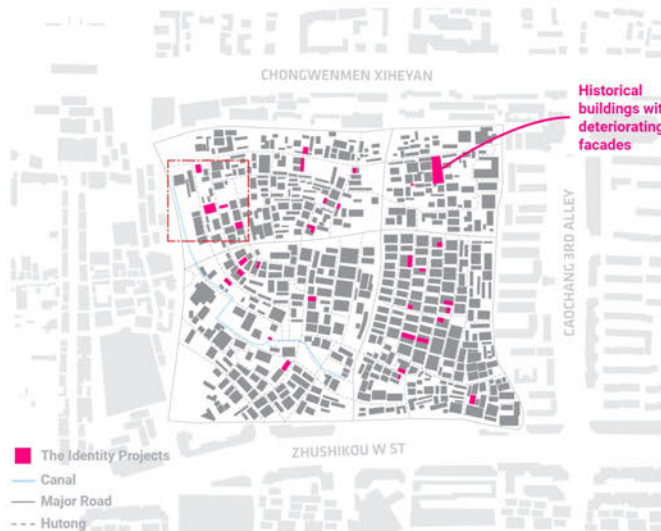 CHONGWENMEN XIHEYAN
Historical
buildings wit
deteriorating
facades
CAOCHANG 3RD ALLEY
ZHUSHIKOU W ST
The Identity Projects
Canal
Major Road
Hutong